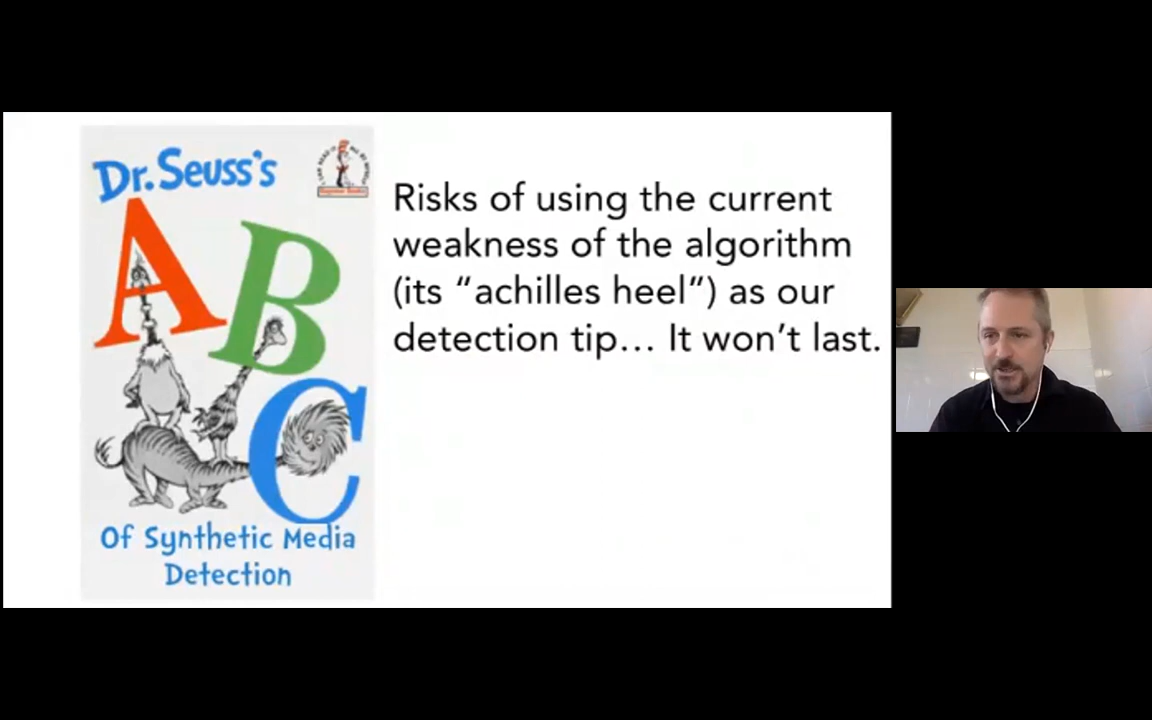 Dr. Seuss's
A
B
C
Of Synthetic Media
Detection
Risks of using the current
weakness of the algorithm
(its “achilles heel”) as our
detection tip... It won’t last.